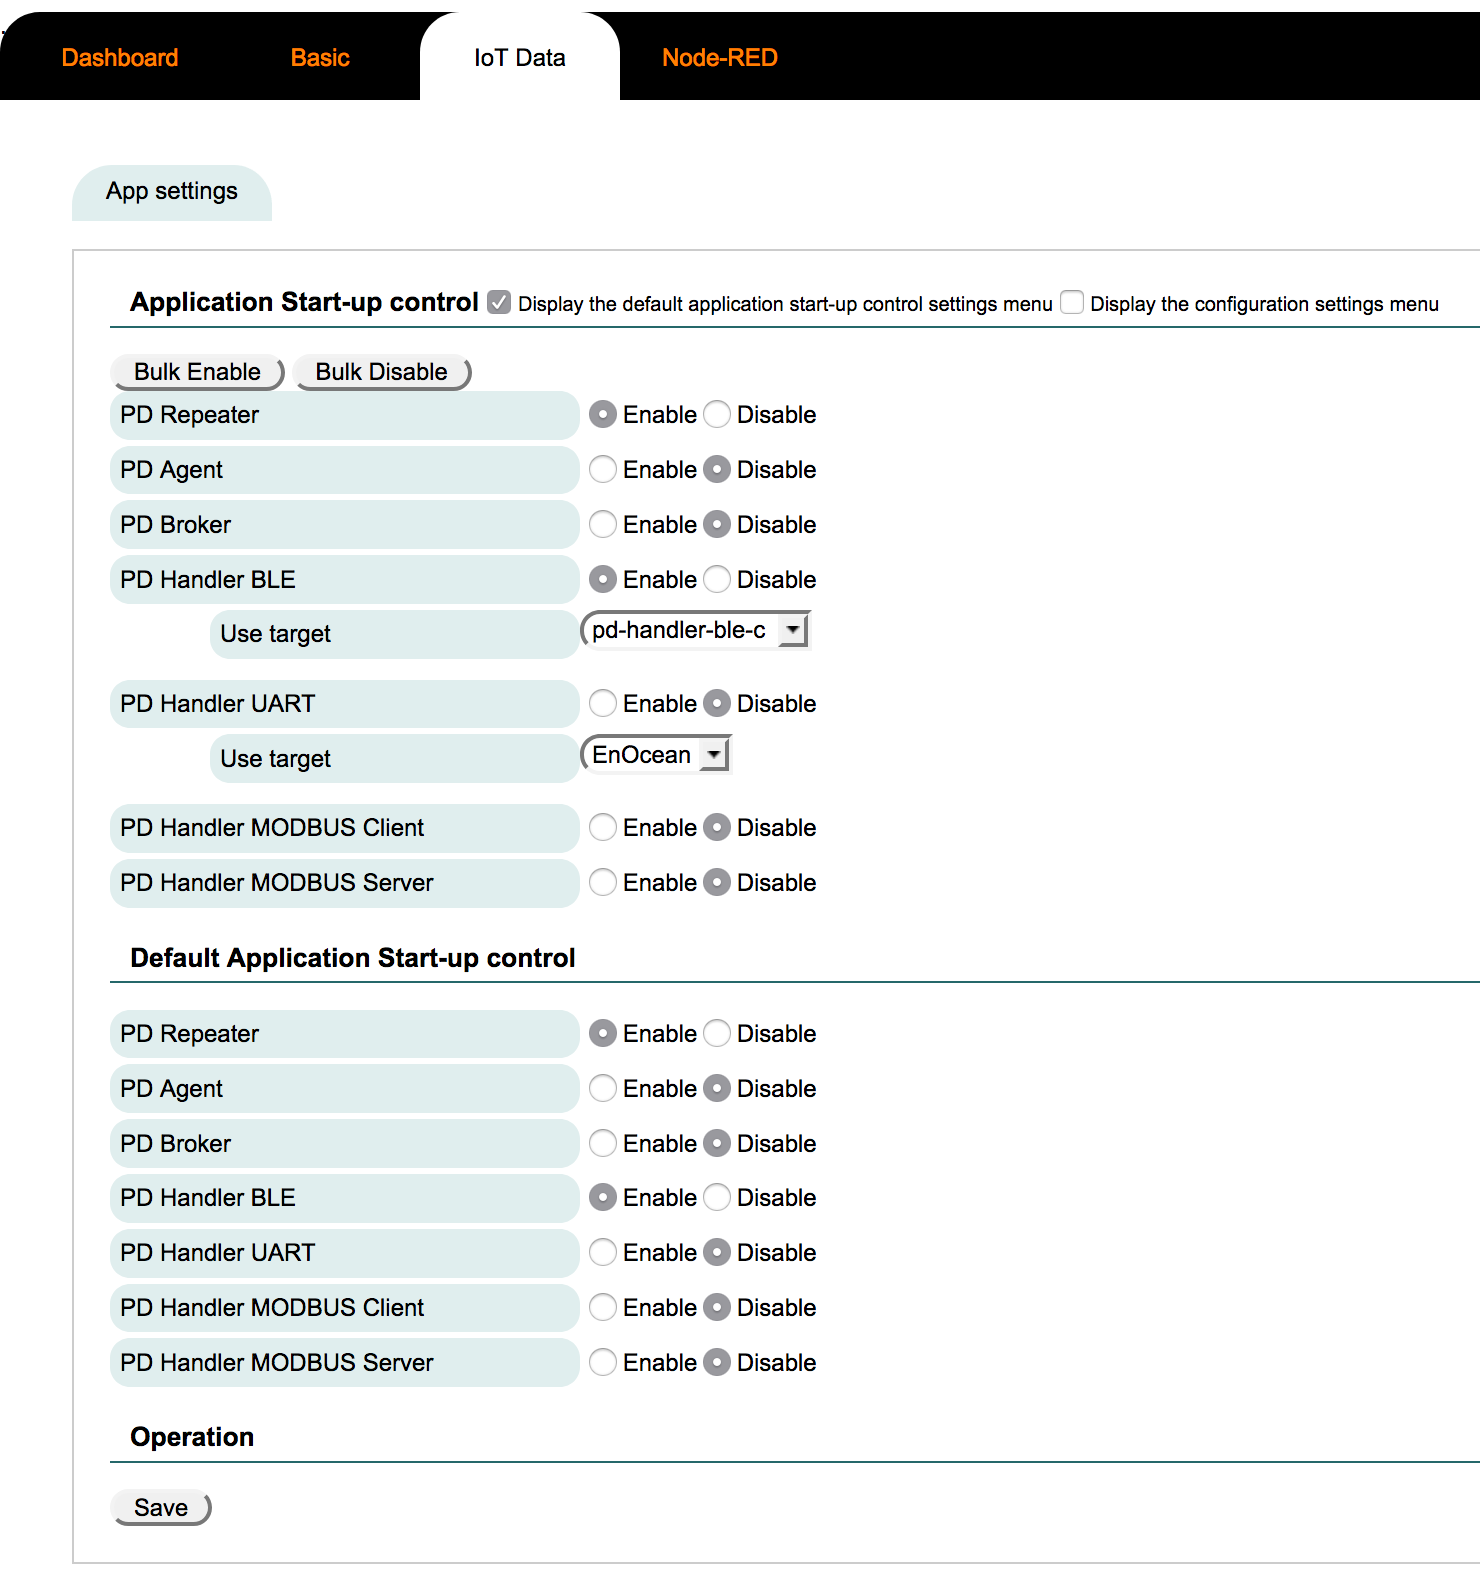 Dashboard Basic IoT Data Node-RED
App settings
Application Start-up control Display the default application start-up control settings menu Display the configuration settings menu
Bulk Enable Bulk Disable
PD Repeater Enable Disable
PD Agent Enable Disable
PD Broker Enable Disable
PD Handler BLE Enable Disable
Use target pd-handler-ble-c
PD Handler UART Enable Disable
Use target EnOcean
PD Handler MODBUS Client Enable Disable
PD Handler MODBUS Server Enable Disable
Default Application Start-up control
PD Repeater Enable Disable
PD Agent Enable Disable
PD Broker Enable Disable
PD Handler BLE Enable Disable
PD Handler UART Enable Disable
PD Handler MODBUS Client Enable Disable
PD Handler MODBUS Server Enable Disable
Operation
Save